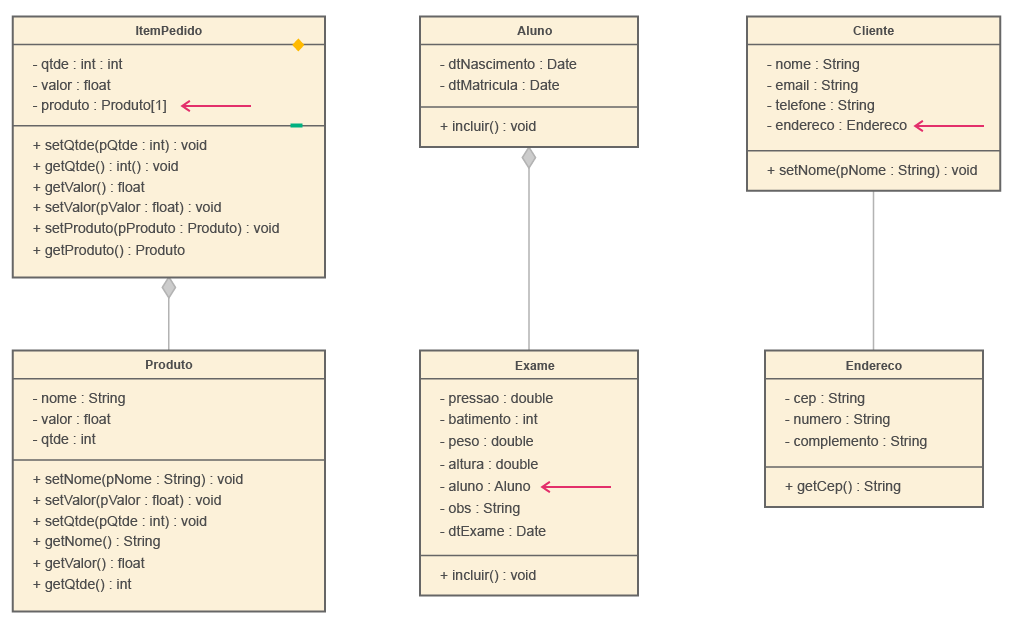 ItemPedido
- qtde : int : int
- valor : float
- produto : Produto[1]
+ setQtde(pQtde : int) : void
+ getQtde() : int() : void
+ getValor() : float
+ setValor(pValor : float) : void
+ setProduto(pProduto : Produto) : void
+ getProduto() : Produto
Aluno
- dtNascimento : Date
- dtMatricula : Date
+ incluir() : void
Cliente
- nome : String
- email : String
- telefone : String
- endereco : Endereco
+ setNome(pNome : String) : void
Produto
- nome : String
- valor : float
- qtde : int
+ setNome(pNome : String) : void
+ setValor(pValor : float) : void
+ setQtde(pQtde : int) : void
+ getNome() : String
+ getValor() : float
+ getQtde() : int
Exame
- pressao : double
- batimento : int
- peso : double
- altura : double
- aluno : Aluno
- obs : String
- dtExame : Date
+ incluir() : void
Endereco
- cep : String
- numero : String
- complemento : String
+ getCep() : String